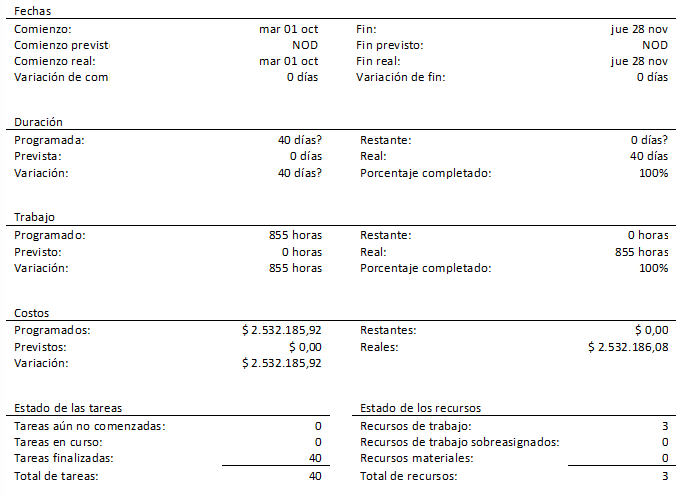 Fechas
Comienzo: mar 01 oct Fin: jue 28 nov
Comienzo previst NOD Fin previsto: NOD
Comienzo real: mar 01 oct Fin real: jue 28 nov
Variación de com 0 días Variación de fin: 0 días
Duración
Programada: 40 días? Restante: 0 días?
Prevista: 0 días Real: 40 días
Variación: 40 días? Porcentaje completado: 100%
Trabajo
Programado: 855 horas Restante: 0 horas
Previsto: 0 horas Real: 855 horas
Variación: 855 horas Porcentaje completado: 100%
Costos
Programados: $ 2.532.185,92 Restantes: $ 0,00
Previstos: $ 0,00 Reales: $ 2.532.186,08
Variación: $ 2.532.185,92
Estado de las tareas Estado de los recursos
Tareas aún no comenzadas: 0 Recursos de trabajo: 3
Tareas en curso: 0 Recursos de trabajo sobreasignados: 0
Tareas finalizadas: 40 Recursos materiales: 0
Total de tareas: 40 Total de recursos: 3